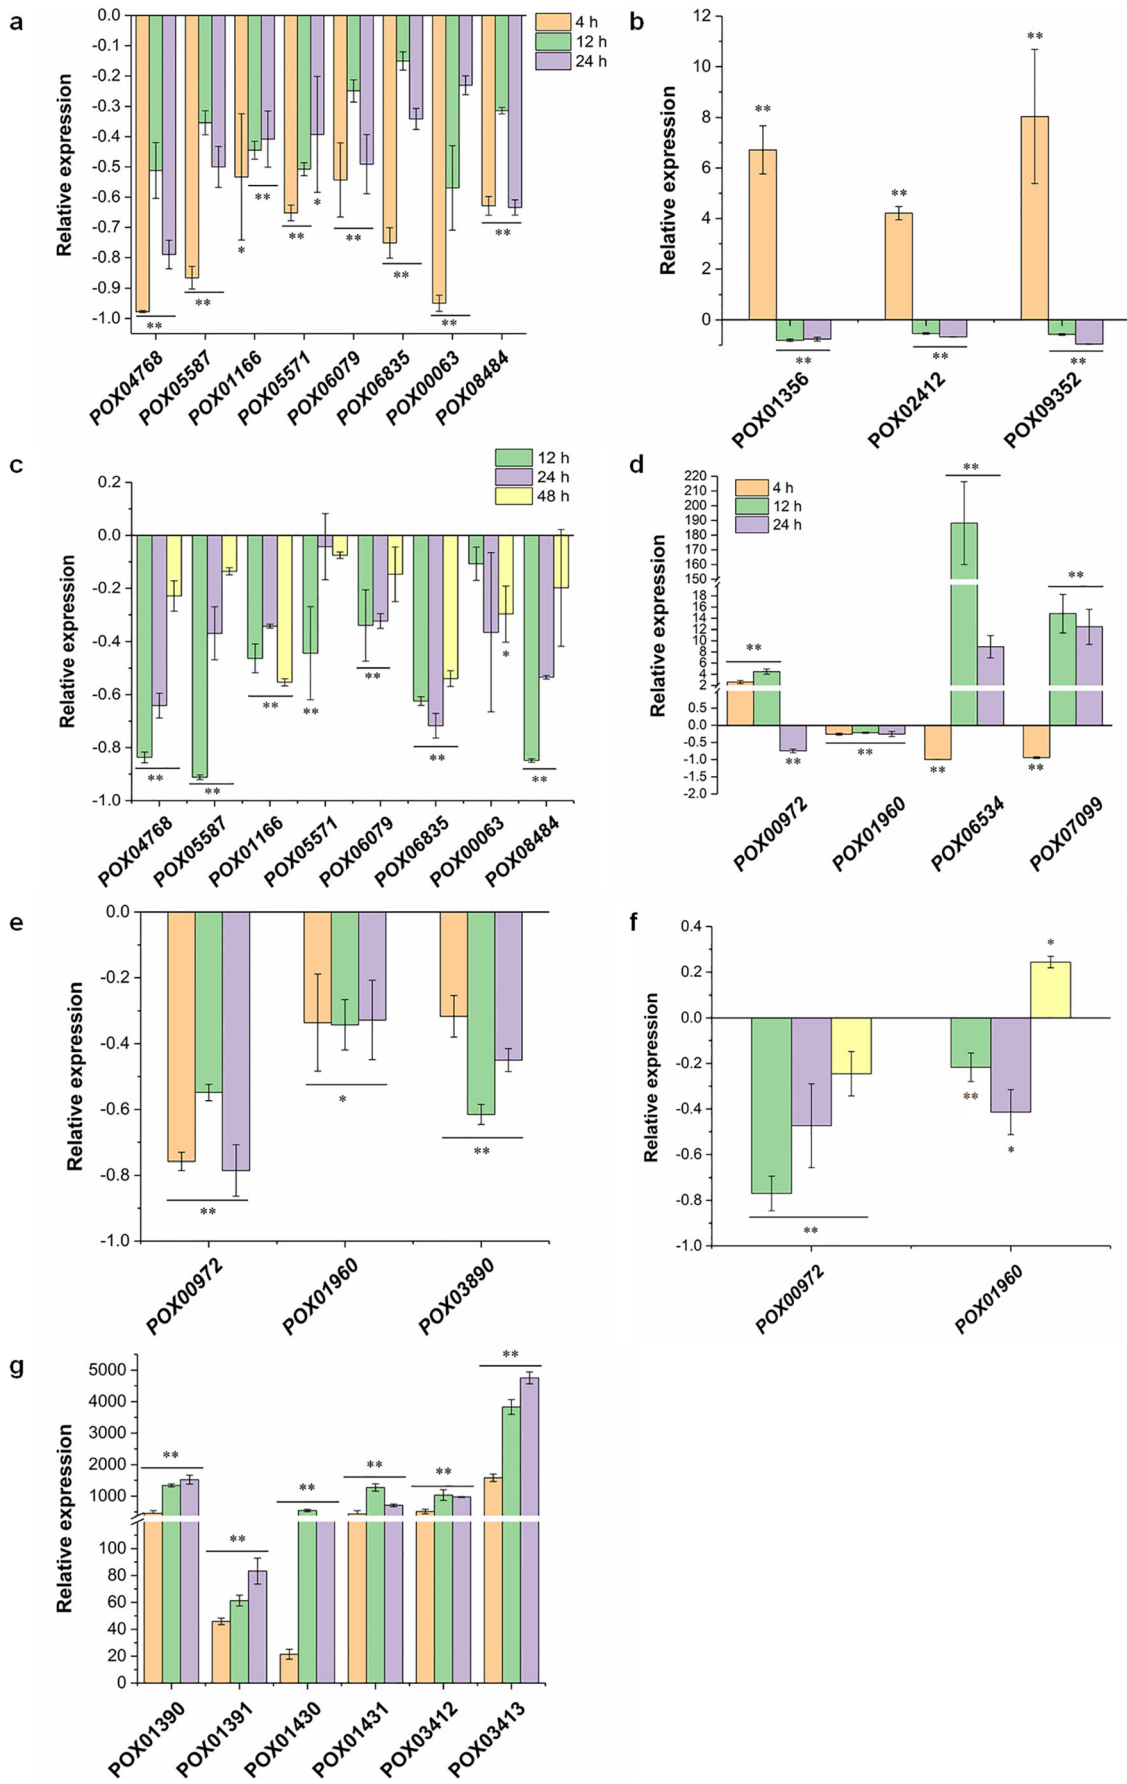 a
4 h
12 h
24 h
Relative expression
0.0
-0.1
-0.2
-0.3
-0.4
-0.5
-0.6
-0.7
-0.8
-0.9
-1.0
**
**
*
**
**
*
**
**
**
**
POX04768
POX05587
POX01166
POX05571
POX06079
POX06835
POX00063
POX08484
b
Relative expression
12
10
8
6
4
2
0
**
**
**
**
**
**
POX01356
POX02412
POX09352
c
12 h
24 h
48 h
Relative expression
0.2
0.0
-0.2
-0.4
-0.6
-0.8
-1.0
**
**
**
**
**
**
*
**
POX04768
POX05587
POX01166
POX05571
POX06079
POX06835
POX00063
POX08484
d
4 h
12 h
24 h
Relative expression
220
210
200
190
180
170
160
150
18
16
14
12
10
8
6
4
2
0.5
0.0
-0.5
-1.0
-1.5
-2.0
**
**
**
**
**
**
**
POX00972
POX01960
POX06534
POX07099
e
Relative expression
0.0
-0.2
-0.4
-0.6
-0.8
-1.0
**
*
**
POX00972
POX01960
POX03890
f
Relative expression
0.4
0.2
0.0
-0.2
-0.4
-0.6
-0.8
-1.0
**
**
*
*
POX00972
POX01960
g
Relative expression
5000
4000
3000
2000
1000
80
100
60
40
20
0
**
**
**
**
**
**
POX01390
POX01391
POX01430
POX01431
POX03412
POX03413